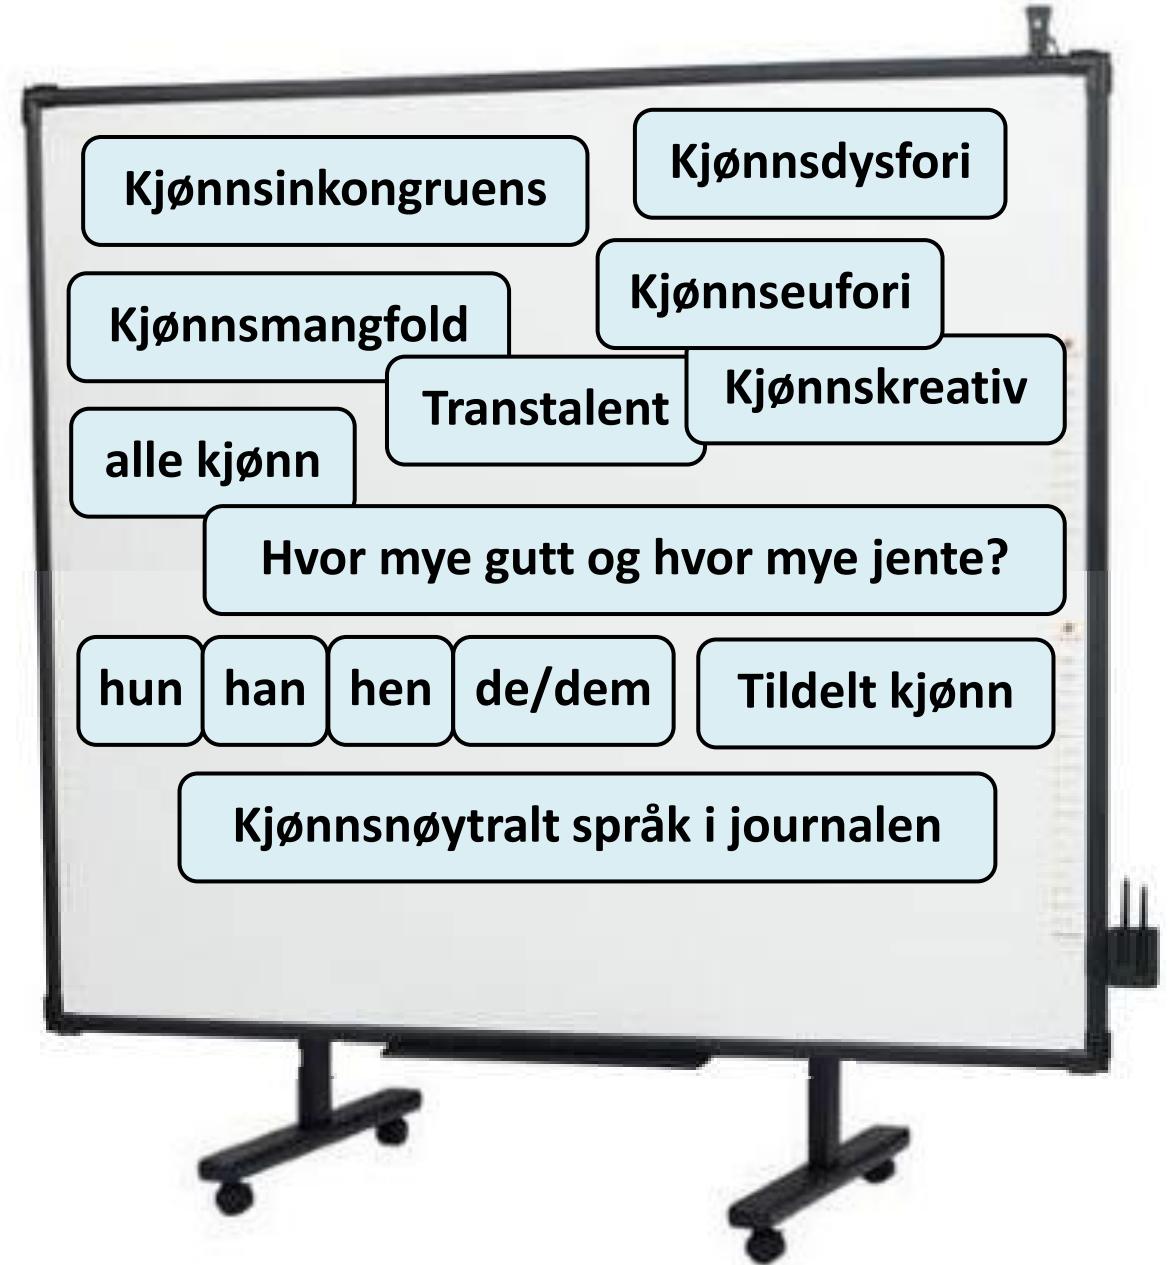 Kjønnsinkongruens
Kjønnsdysfori
Kjønnseufori
Kjønnsmangfold
Kjønnskreativ
Transtalent
alle kjønn
Hvor mye gutt og hvor mye jente?
hun han hen de/dem
Tildelt kjønn
Kjønnsnøytralt språk i journalen